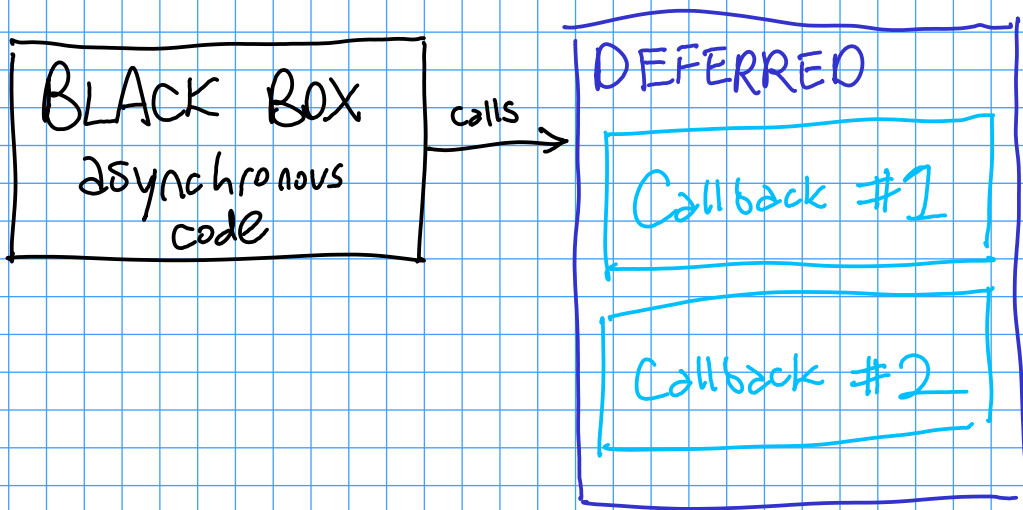 BLACK BOX
asynchronous
code
calls
DEFERRED
Callback #1
Callback #2